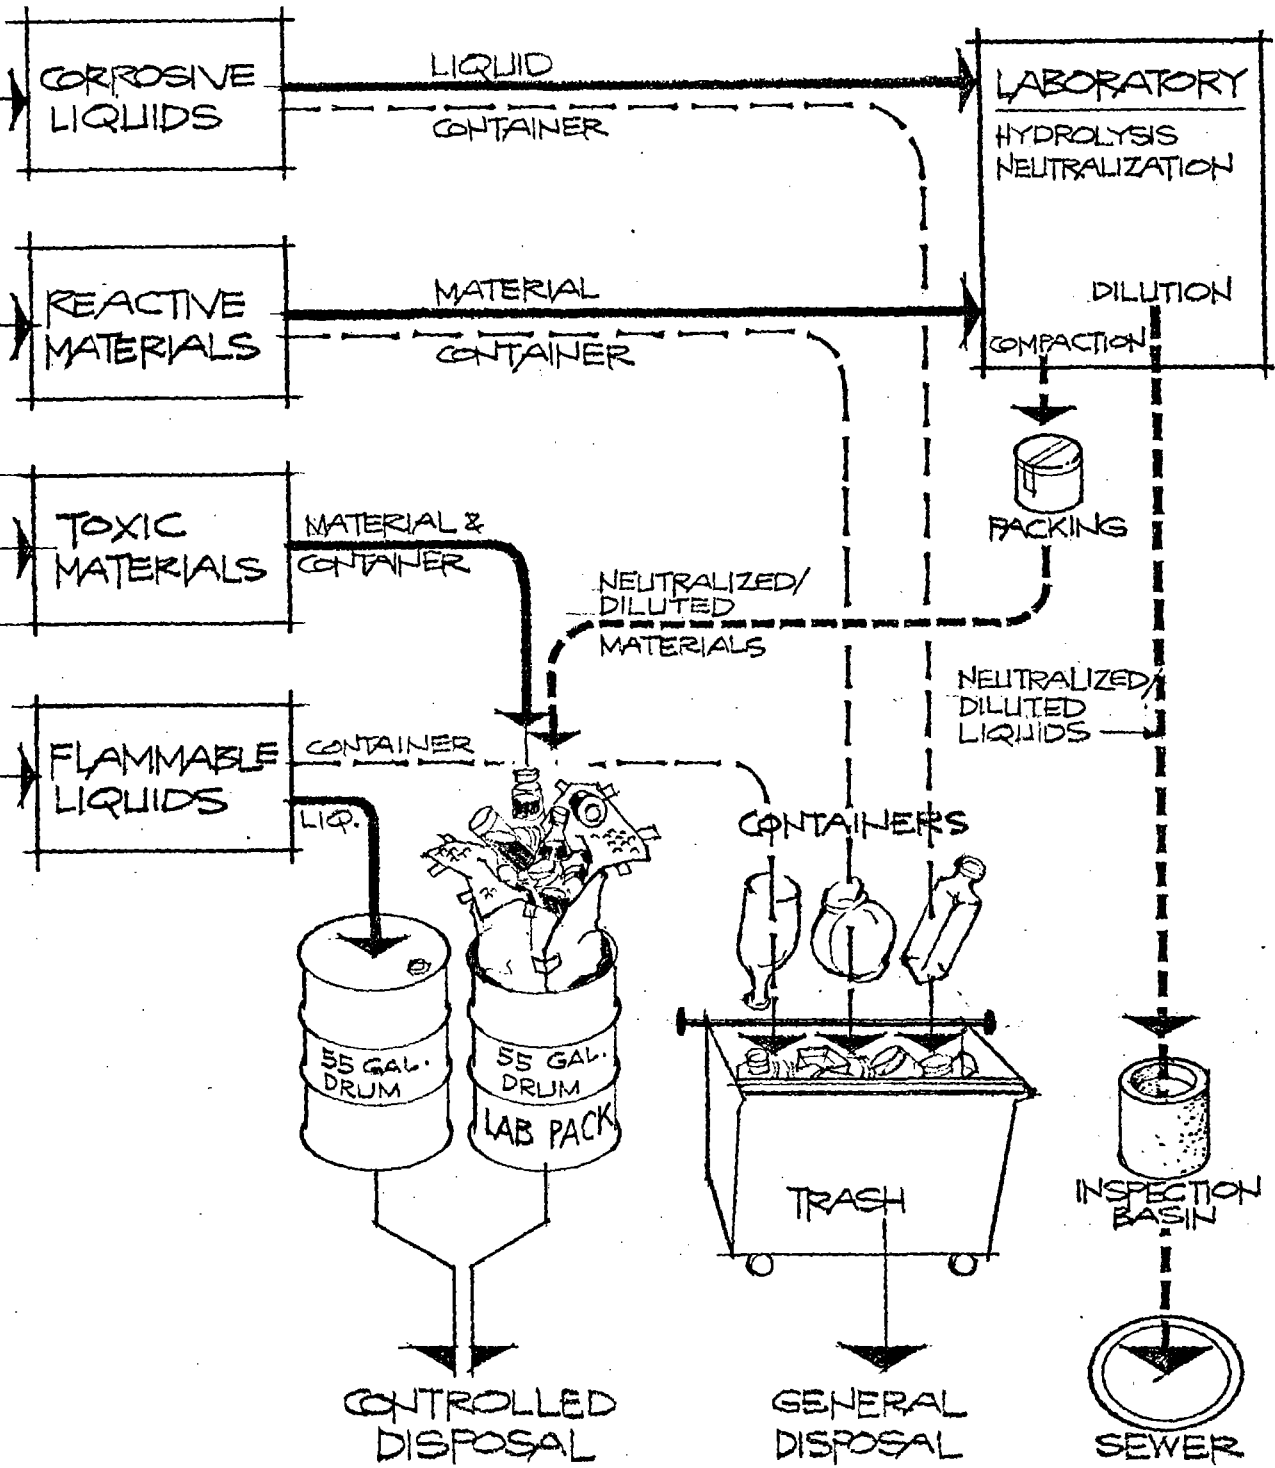 CORROSIVE
LIQUIDS
LIQUID
CONTAINER
LABORATORY
HYDROLYSIS
NEUTRALIZATION
DILUTION
COMPACTION
REACTIVE
MATERIALS
MATERIAL
CONTAINER
PACKING
TOXIC
MATERIALS
MATERIAL &
CONTAINER
NEUTRALIZED/
DILUTED
MATERIALS
NEUTRALIZED/
DILUTED
LIQUIDS
FLAMMABLE
LIQUIDS
CONTAINER
LIQ.
CONTAINERS
55 GAL.
DRUM
55 GAL.
DRUM
LAB PACK
TRASH
INSPECTION
BASIN
CONTROLLED
DISPOSAL
GENERAL
DISPOSAL
SEWER